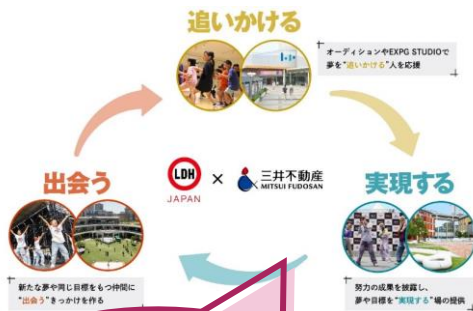 追いかける
オーディションやEXPG STUDIOで
夢を“追いかける”人を応援
出会う
LDH
JAPAN
×
三井不動産
MITSUI FUDOSAN
実現する
新たな夢や同じ目標をもつ仲間に
“出会う”きっかけを作る
努力の成果を披露し、
夢や目標を“実現する”場の提供